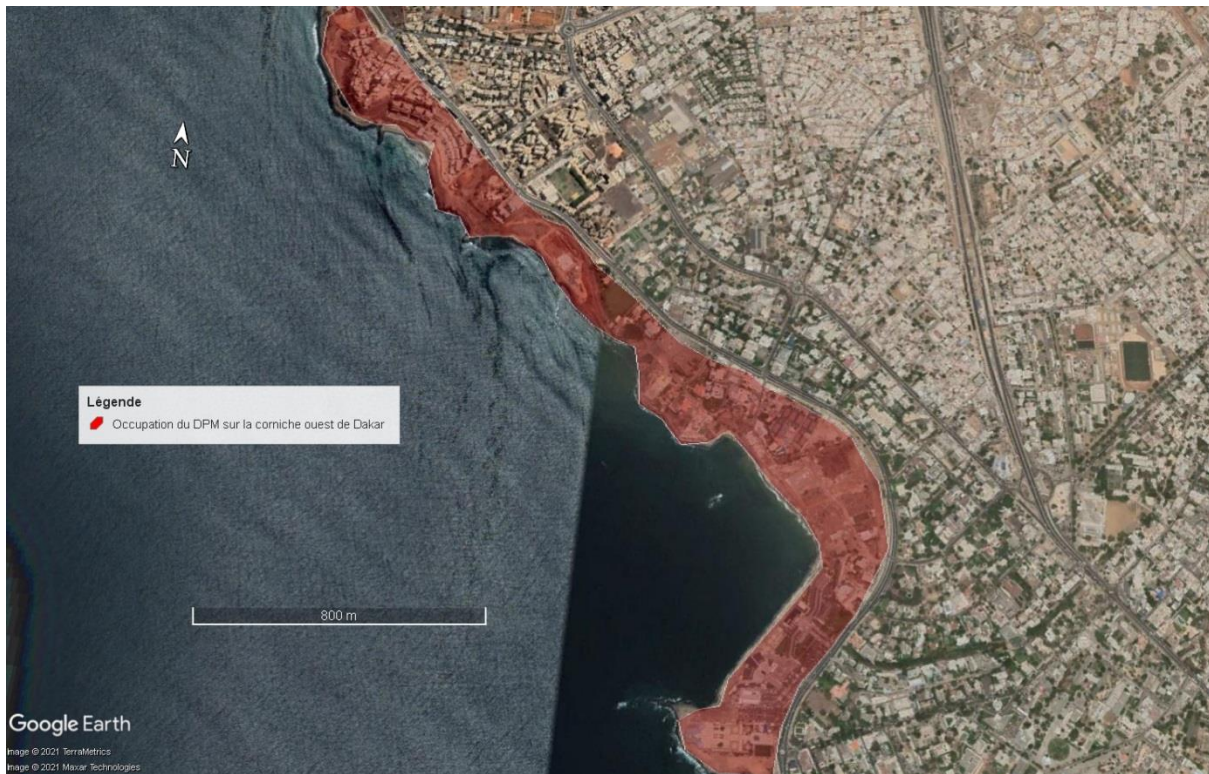 N
Légende
Occupation du DPM sur la corniche ouest de Dakar
800 m
Google Earth
Image © 2021 TerraMetrics
Image © 2021 Maxar Technologies